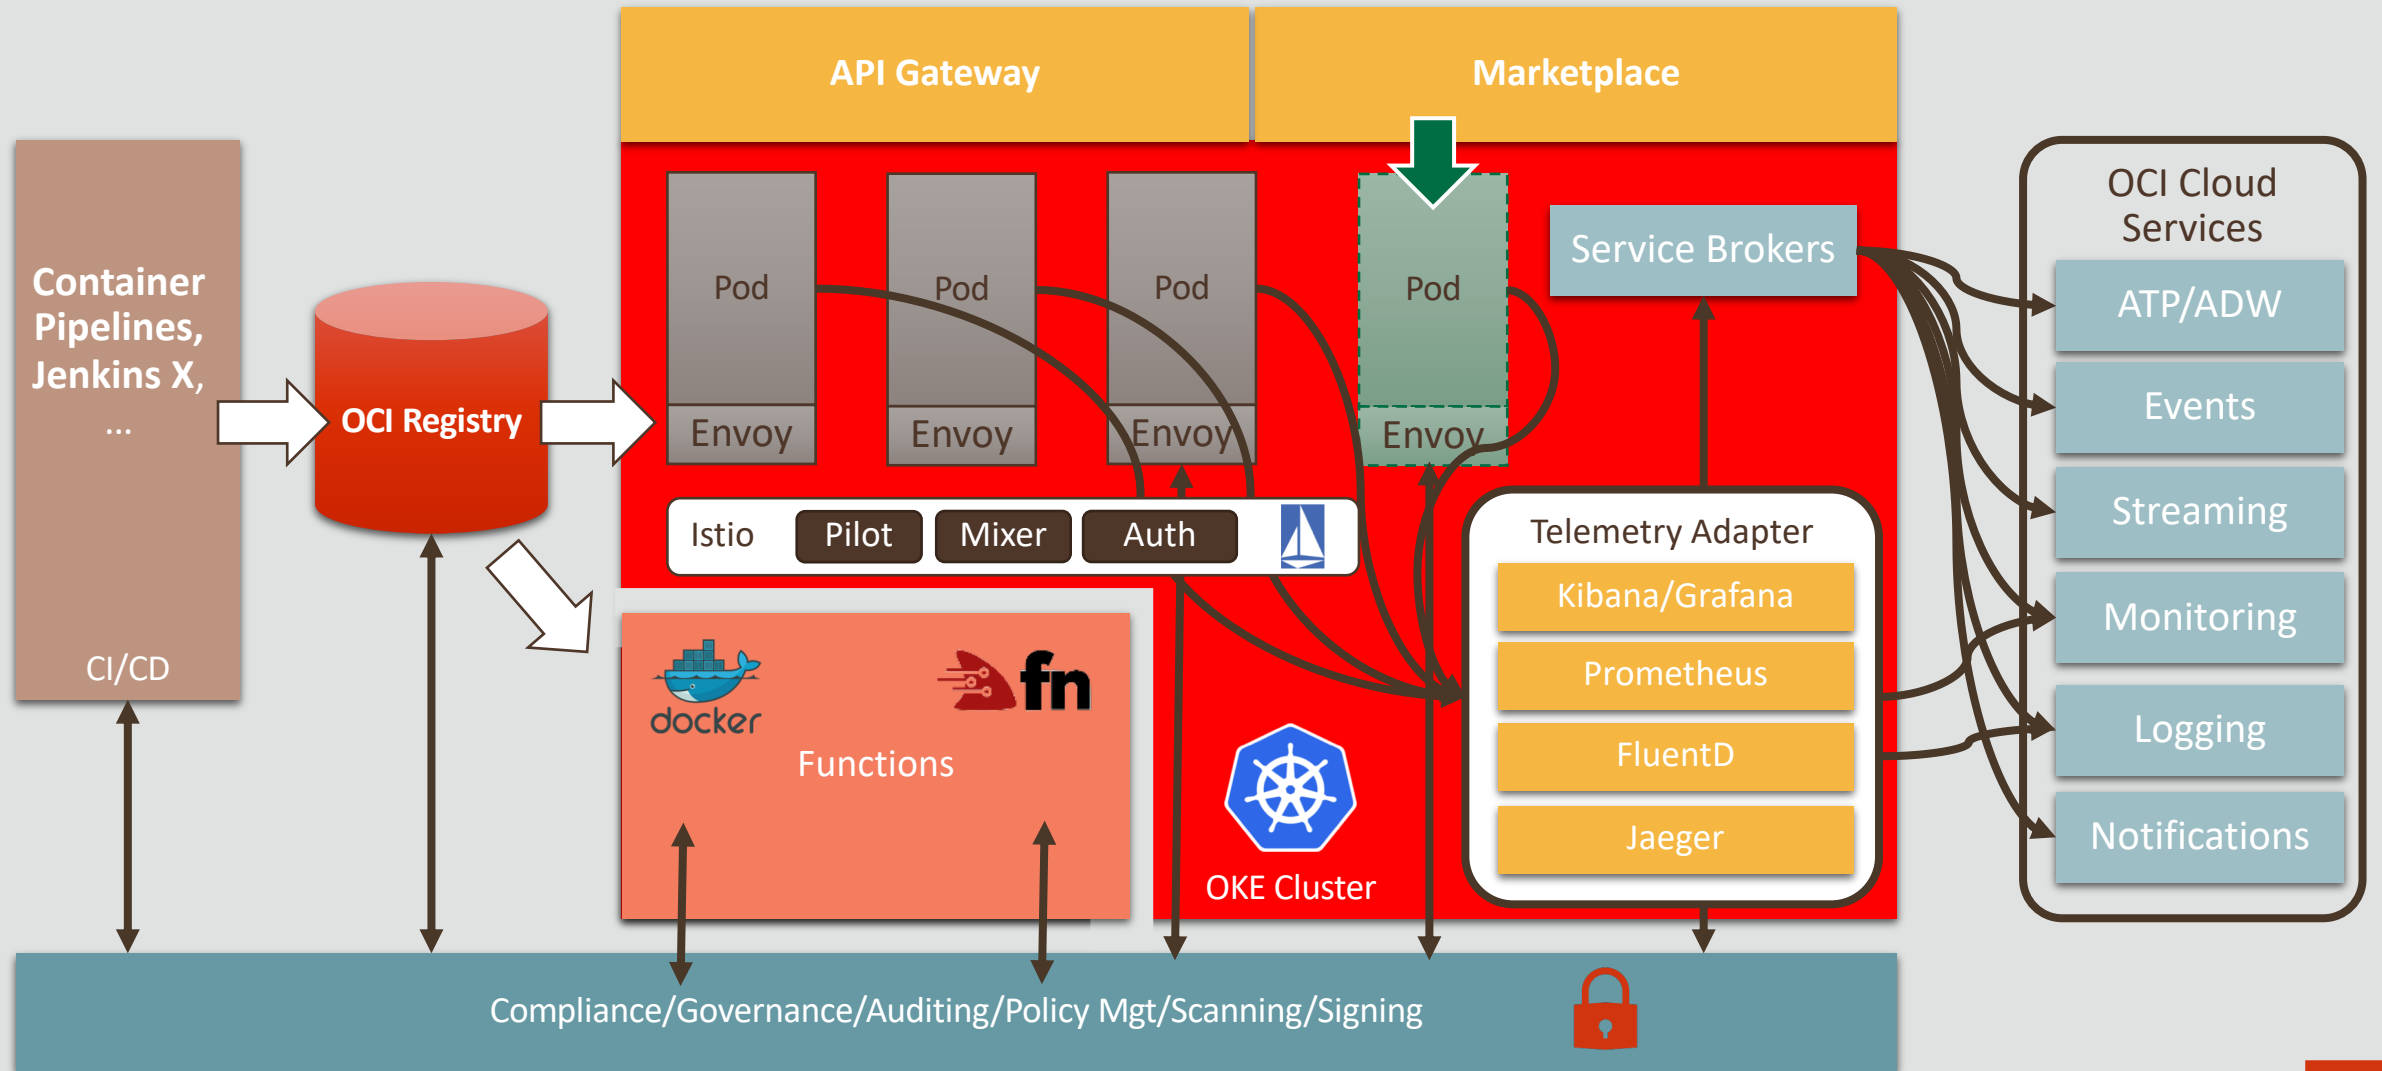 API Gateway
Marketplace
Container
Pipelines,
Jenkins X,
...
CI/CD
OCI Registry
Pod
Envoy
Pod
Envoy
Pod
Envoy
Pod
Envoy
Service Brokers
Istio
Pilot
Mixer
Auth
docker
fn
Functions
OKE Cluster
Telemetry Adapter
Kibana/Grafana
Prometheus
FluentD
Jaeger
OCI Cloud
Services
ATP/ADW
Events
Streaming
Monitoring
Logging
Notifications
Compliance/Governance/Auditing/Policy Mgt/Scanning/Signing